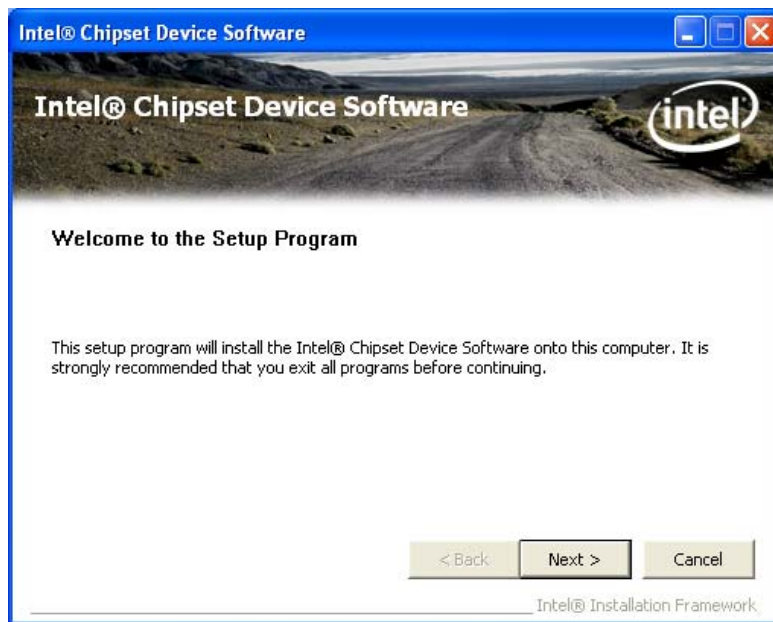 Intel® Chipset Device Software
Intel® Chipset Device Software
intel
Welcome to the Setup Program
This setup program will install the Intel® Chipset Device Software onto this computer. It is
strongly recommended that you exit all programs before continuing.
< Back
Next >
Cancel
Intel® Installation Framework